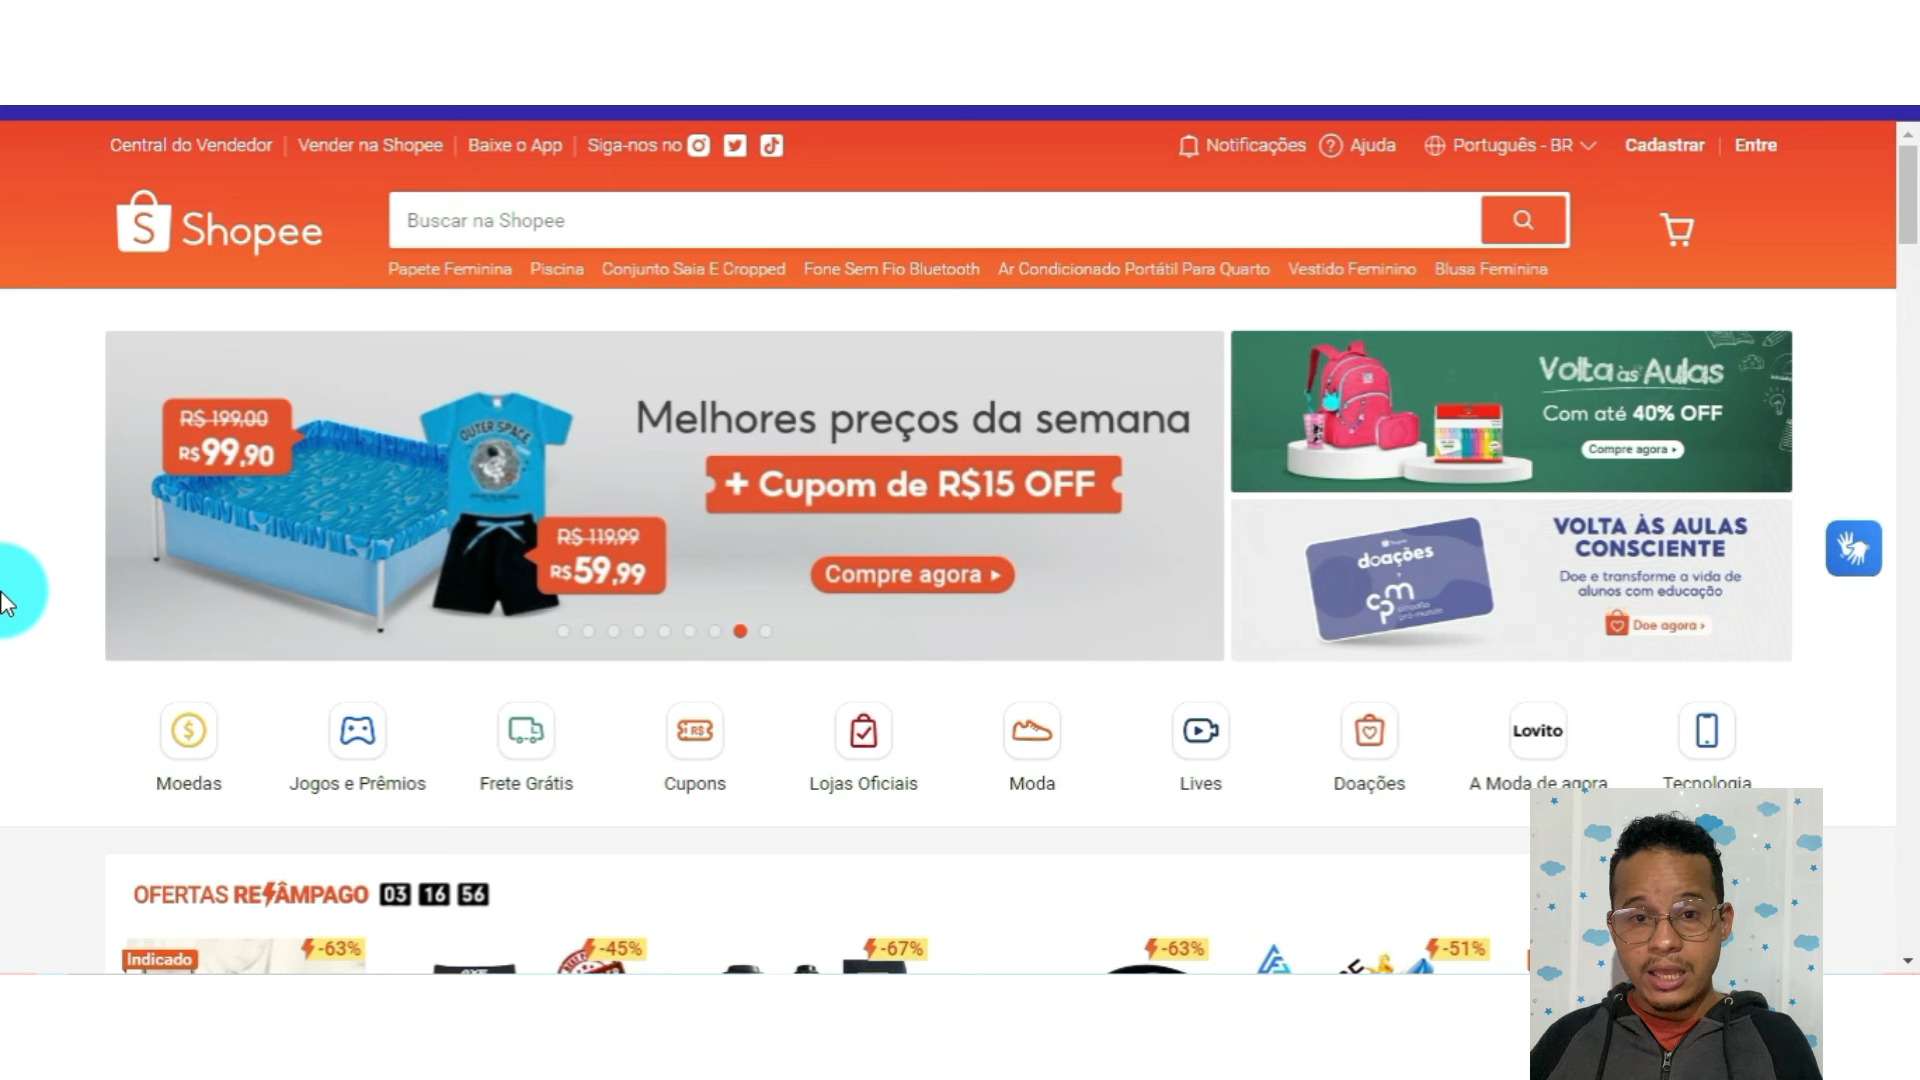 Central do Vendedor Vender na Shopee Baixe o App Siga-nos no Notificações Ajuda Português - BR Cadastrar Entre
Shopee
Buscar na Shopee
Papete Feminina Piscina Conjunto Saia E Cropped Fone Sem Fio Bluetooth Ar Condicionado Portátil Para Quarto Vestido Feminino Blusa Feminina
R$ 199,00
R$99,90
OUTER SPACE
R$ 119,99
R$59,99
Melhores preços da semana
+ Cupom de R$15 OFF
Compre agora
Volta às Aulas
Com até 40% OFF
Compre agora
doações
cpm
VOLTA ÀS AULAS
CONSCIENTE
Doe e transforme a vida de
alunos com educação
Doe agora
R$
Lovito
Moedas Jogos e Prêmios Frete Grátis Cupons Lojas Oficiais Moda Lives Doações A Moda de agora Tecnologia
OFERTAS RELÂMPAGO 03 16 56
Indicado -63% -45% -67% -63% -51%